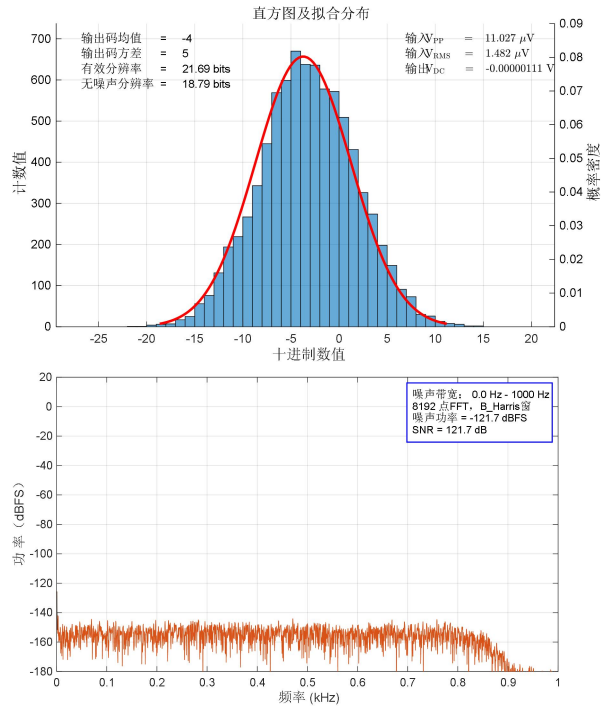 直方图及拟合分布
输出码均值 = -4
输出码方差 = 5
有效分辨率 = 21.69 bits
无噪声分辨率 = 18.79 bits
输入VPP = 11.027 μV
输入VRMS = 1.482 μV
输出VDC = -0.00000111 V
700
600
500
400
300
200
100
0
计数值
0.09
0.08
0.07
0.06
0.05
0.04
0.03
0.02
0.01
0
概率密度
-25 -20 -15 -10 -5 0 5 10 15 20
十进制数值
20
0
-20
-40
-60
-80
-100
-120
-140
-160
-180
功 率（dBFS）
噪声带宽： 0.0 Hz - 1000 Hz
8192 点FFT， B_Harris窗
噪声功率 = -121.7 dBFS
SNR = 121.7 dB
0 0.1 0.2 0.3 0.4 0.5 0.6 0.7 0.8 0.9 1
频率 (kHz)